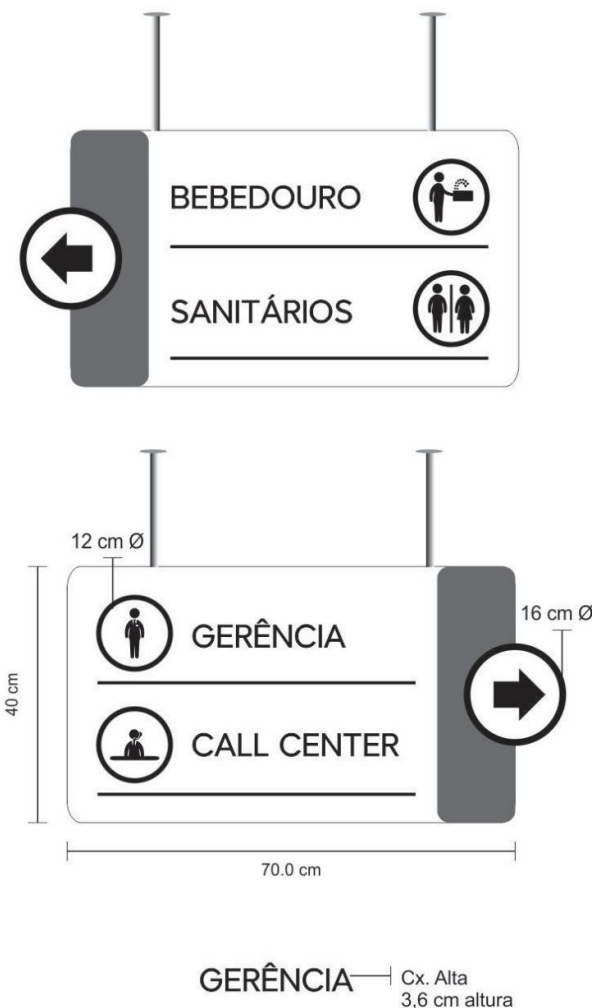 BEBEDOURO
SANITÁRIOS
12 cm Ø
GERÊNCIA
16 cm Ø
40 cm
CALL CENTER
70.0 cm
GERÊNCIA
Cx. Alta
3,6 cm altura